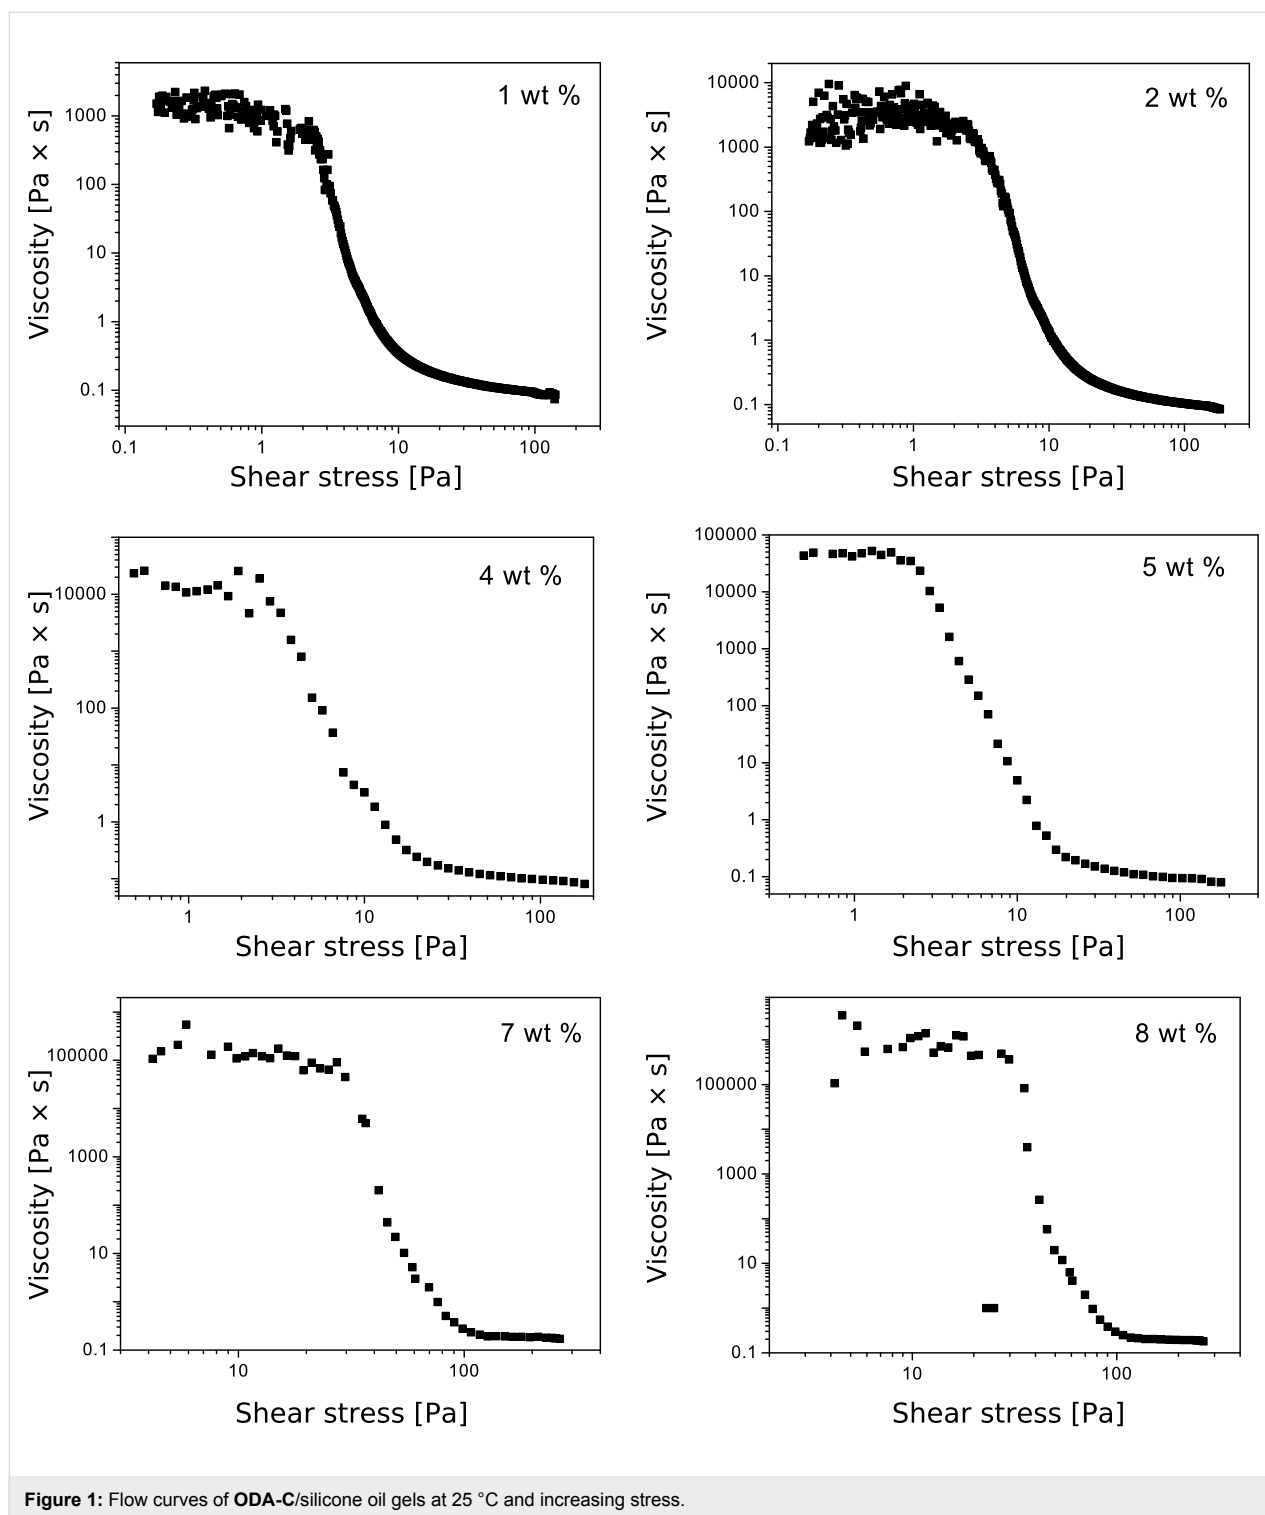 1 wt %
Viscosity [Pa × s]
1000
100
10
1
0.1
0.1 1 10 100
Shear stress [Pa]
2 wt %
Viscosity [Pa × s]
10000
1000
100
10
1
0.1
0.1 1 10 100
Shear stress [Pa]
4 wt %
Viscosity [Pa × s]
10000
100
1
1 10 100
Shear stress [Pa]
5 wt %
Viscosity [Pa × s]
100000
10000
1000
100
10
1
0.1
1 10 100
Shear stress [Pa]
7 wt %
Viscosity [Pa × s]
100000
1000
10
0.1
10 100
Shear stress [Pa]
8 wt %
Viscosity [Pa × s]
100000
1000
10
0.1
10 100
Shear stress [Pa]
Figure 1: Flow curves of ODA-C/silicone oil gels at 25 °C and increasing stress.